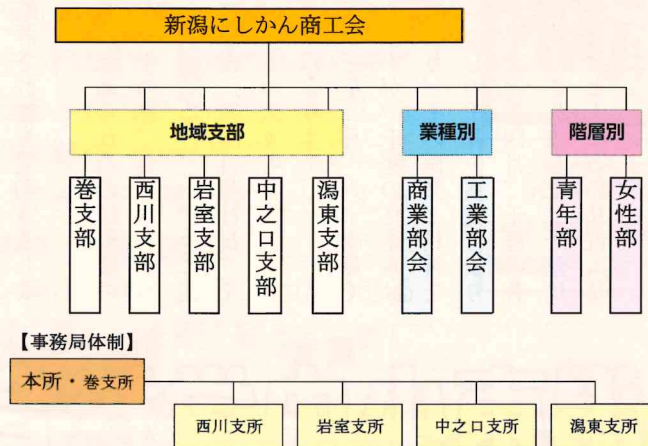 新潟にしかん商工会
地域支部
業種別
階層別
巻支部
西川支部
岩室支部
中之口支部
潟東支部
商業部会
工業部会
青年部
女性部
【事務局体制】
本所・巻支所
西川支所
岩室支所
中之口支所
潟東支所